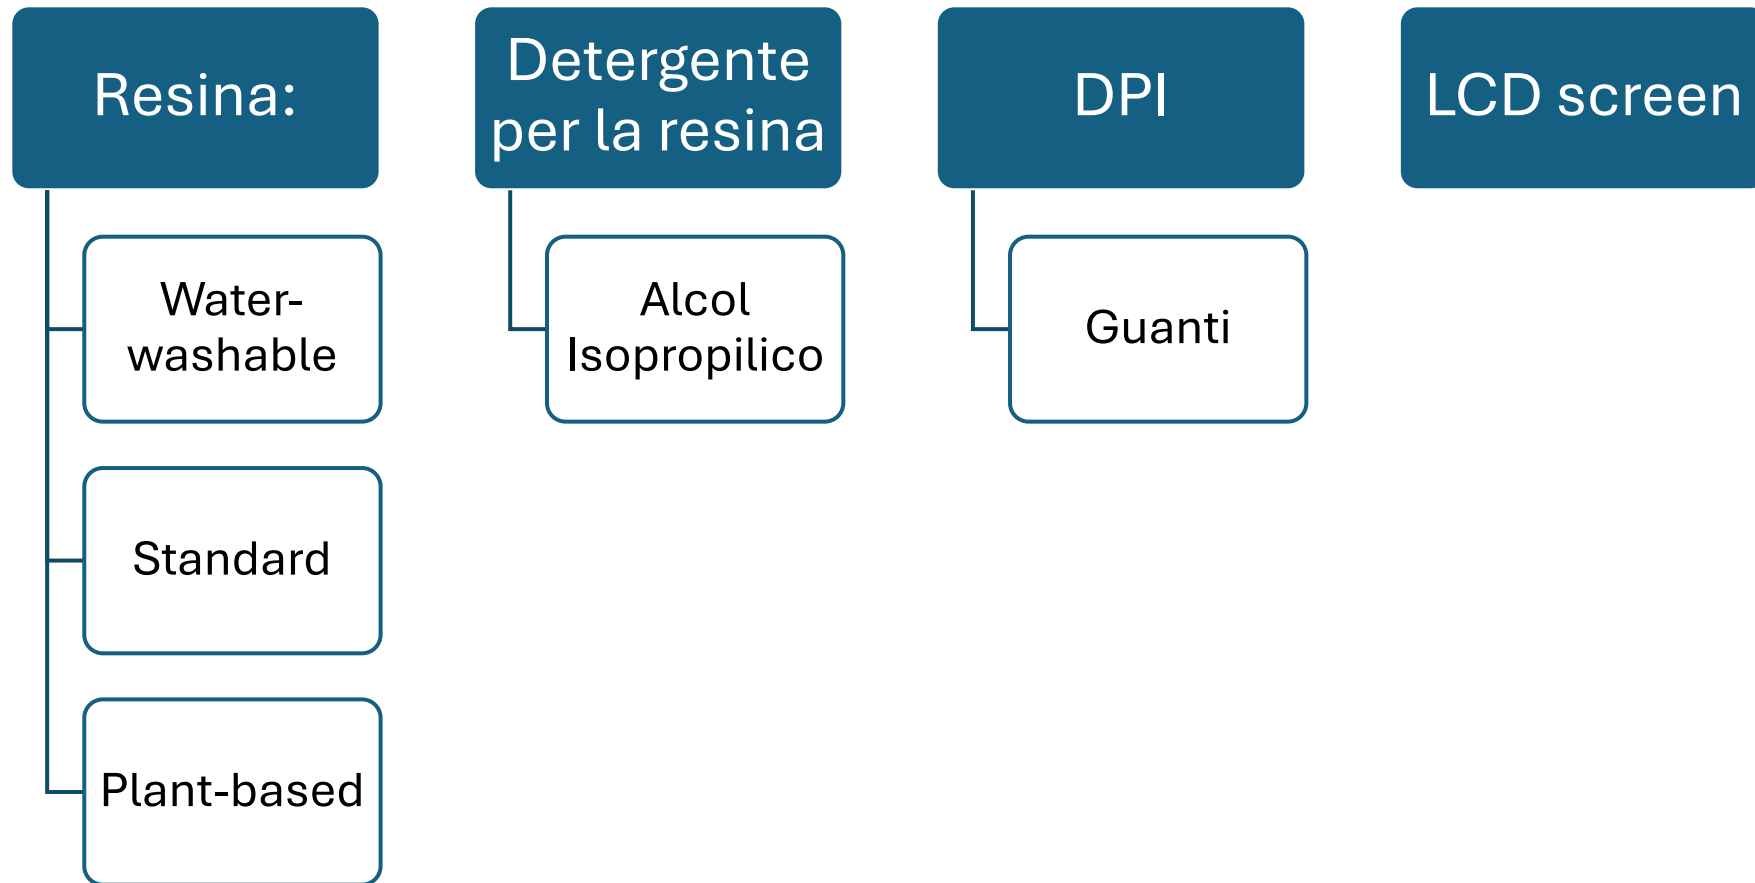 Resina:
Water-
washable
Standard
Plant-based
Detergente
per la resina
Alcol
Isopropilico
DPI
Guanti
LCD screen